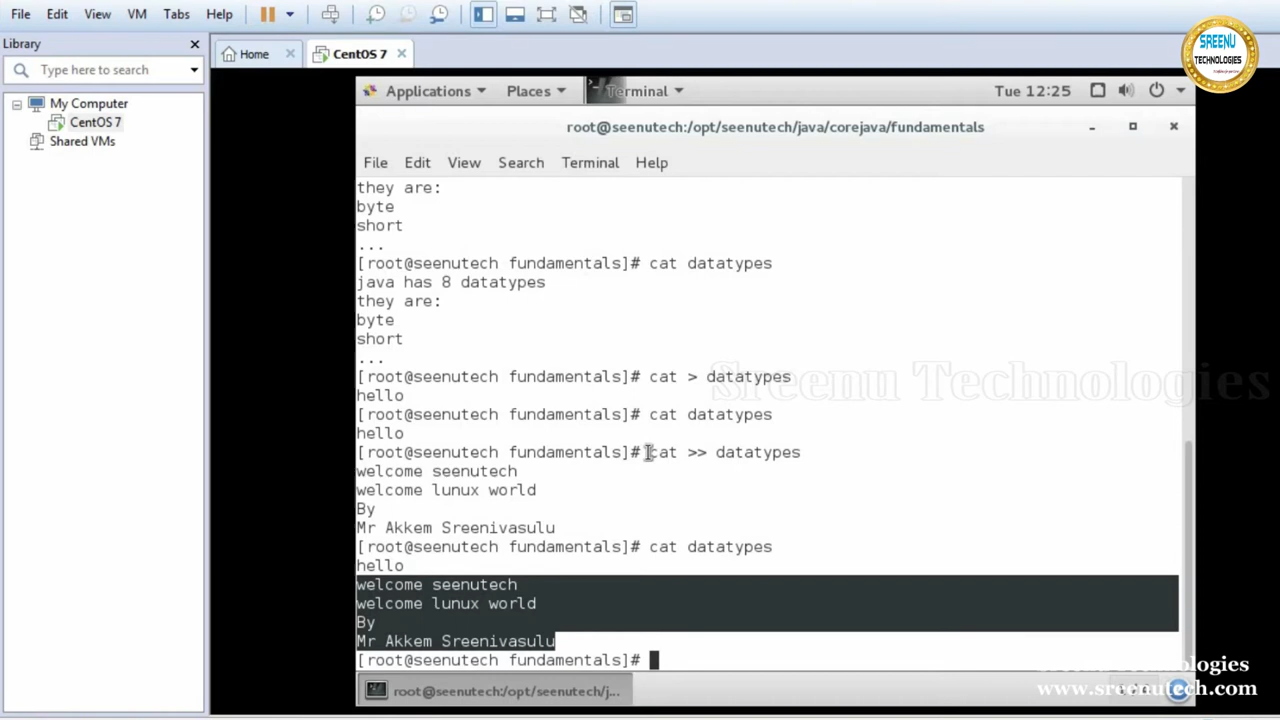 File Edit View VM Tabs Help
Library
Type here to search
My Computer
CentOS 7
Shared VMs
Home
CentOS 7
SREENU
TECHNOLOGIES
Applications Places Terminal Tue 12:25
root@seenutech:/opt/seenutech/java/corejava/fundamentals
File Edit View Search Terminal Help
they are:
byte
short
...
[root@seenutech fundamentals]# cat datatypes
java has 8 datatypes
they are:
byte
short
...
[root@seenutech fundamentals]# cat > datatypes
hello
[root@seenutech fundamentals]# cat datatypes
hello
[root@seenutech fundamentals]# cat >> datatypes
welcome seenutech
welcome lunux world
By
Mr Akkem Sreenivasulu
[root@seenutech fundamentals]# cat datatypes
hello
welcome seenutech
welcome lunux world
By
Mr Akkem Sreenivasulu
[root@seenutech fundamentals]#
Sreenu Technologies
root@seenutech:/opt/seenutech/j...
Sreenu Technologies
www.sreenutech.com